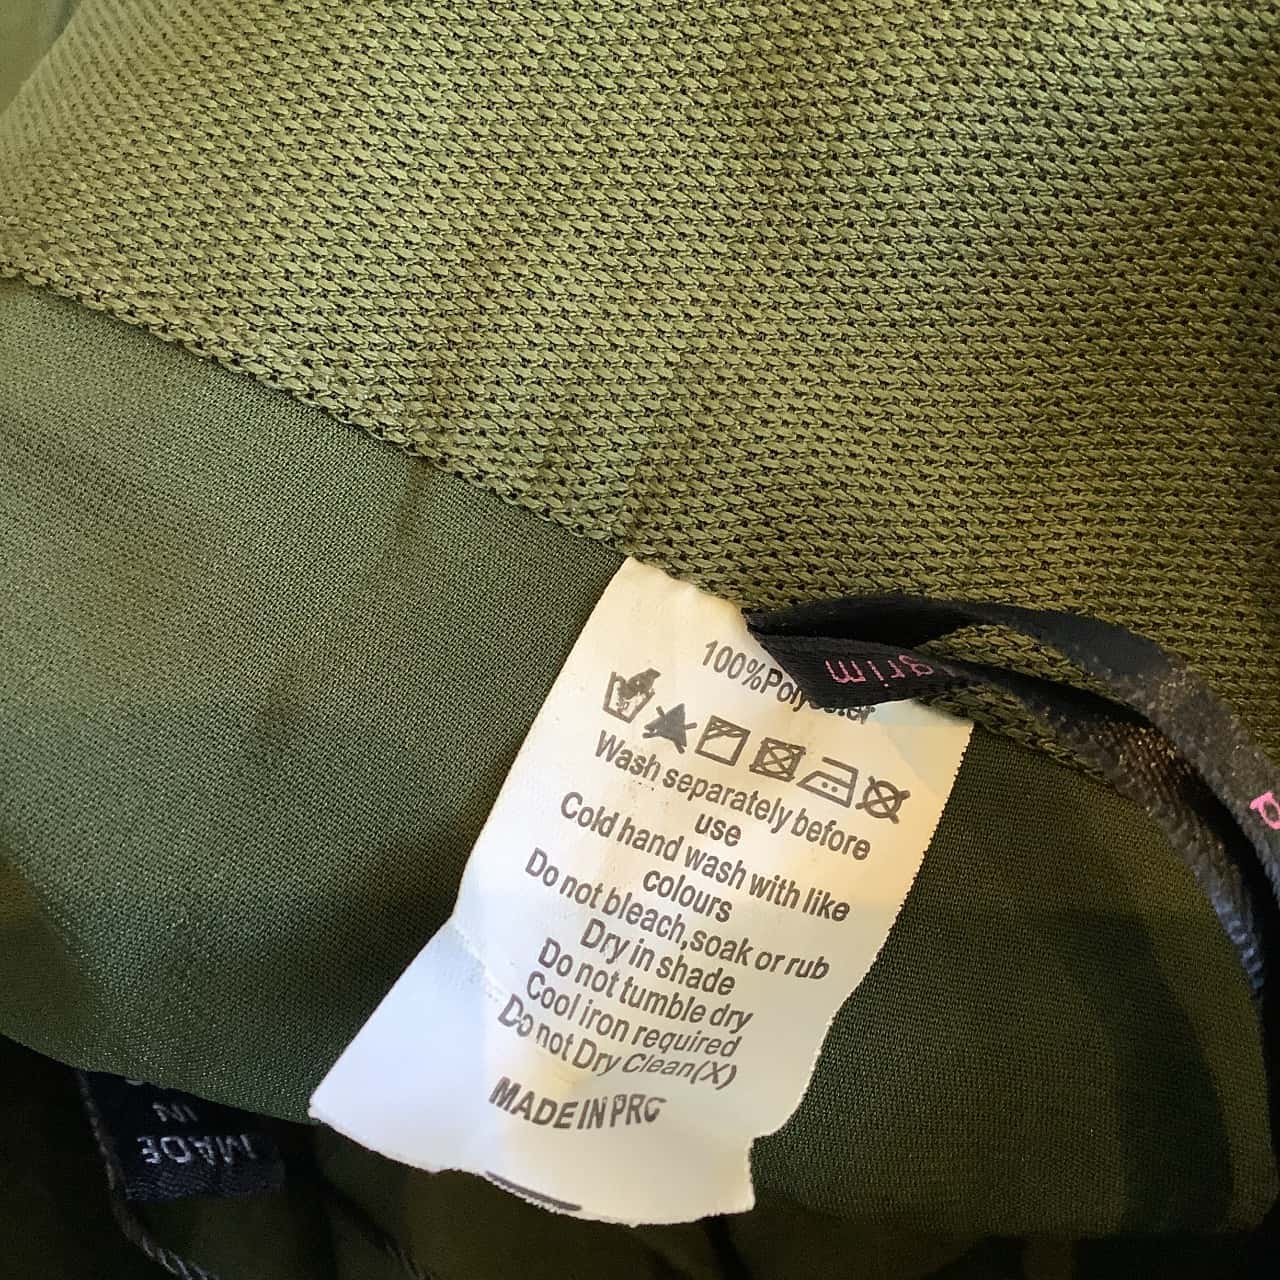 100%Polyester
Wash separately before
use
Cold hand wash with like
colours
Do not bleach,soak or rub
Dry in shade
Do not tumble dry
Cool iron required
Do not Dry Clean(X)
MADE IN PRC
grim
MADE
IN